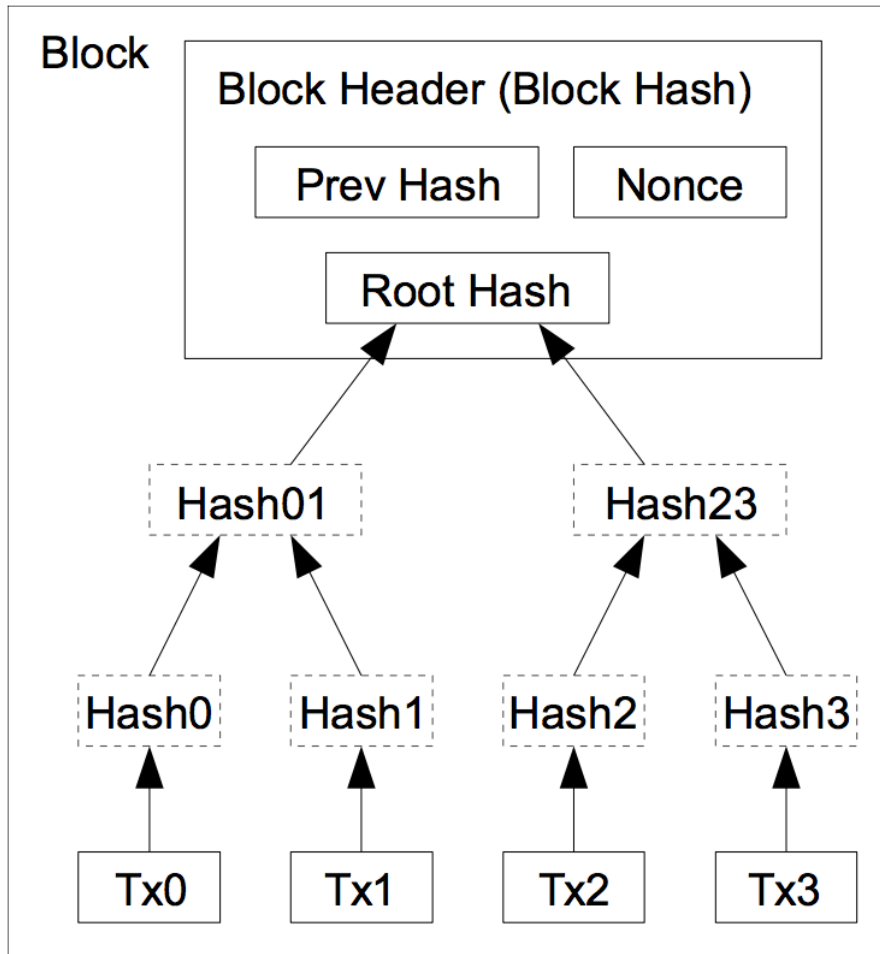 Block
Block Header (Block Hash)
Prev Hash Nonce
Root Hash
Hash01 Hash23
Hash0 Hash1 Hash2 Hash3
Tx0 Tx1 Tx2 Tx3